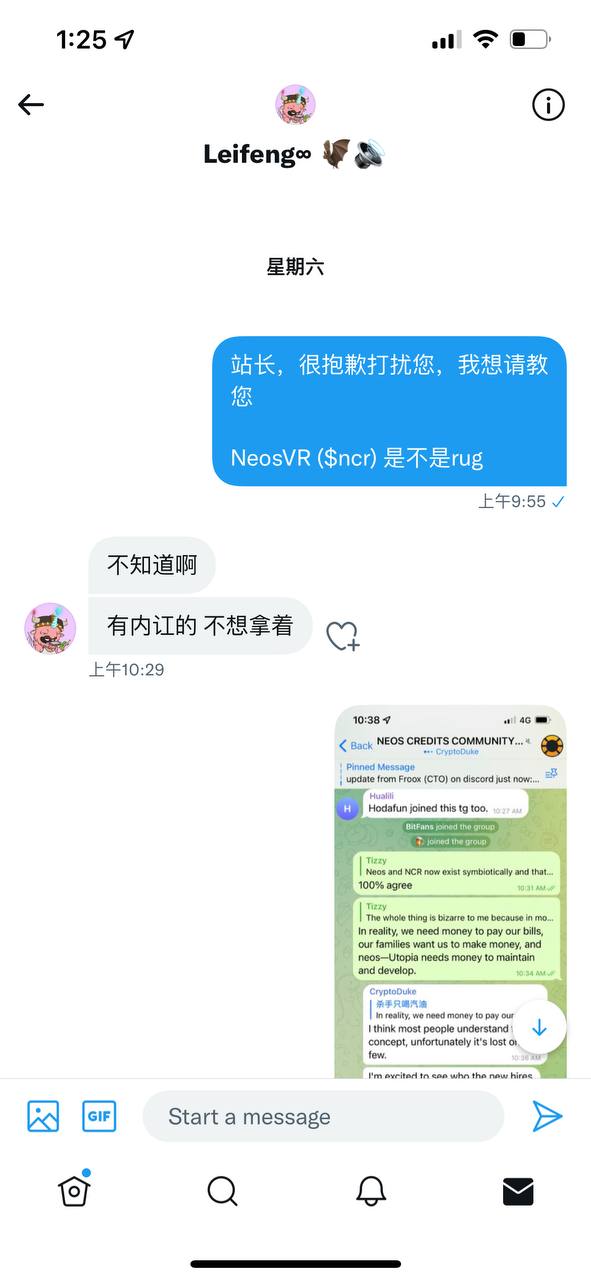 1:25
Leifeng∞
星期六
站长，很抱歉打扰您，我想请教
您
NeosVR ($ncr) 是不是rug
上午9:55
不知道啊
有内讧的 不想拿着
上午10:29
10:38
4G
Back
NEOS CREDITS COMMUNITY...
CryptoDuke
Pinned Message
update from Froox (CTO) on discord just now:...
Hualili
H
Hodafun joined this tg too.
10:27 AM
BitFans joined the group
joined the group
Tizzy
Neos and NCR now exist symbiotically and that...
100% agree
10:31 AM
Tizzy
The whole thing is bizarre to me because in mo...
In reality, we need money to pay our bills,
our families want us to make money, and
neos—Utopia needs money to maintain
and develop.
10:34 AM
CryptoDuke
杀手只喝汽油
In reality, we need money to pay our
I think most people understand
concept, unfortunately it's lost
few.
10:36 AM
I'm excited to see who the new hires
GIF
Start a message